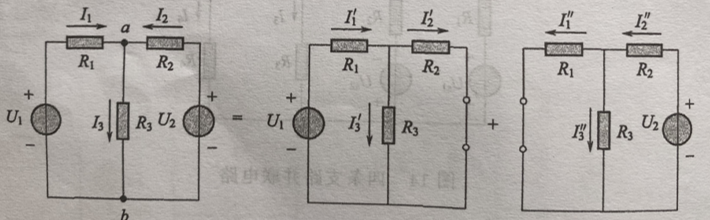 I₁ a I₂ I₁′ I₂′ I₁″ I₂″
R₁ R₂ R₁ R₂ R₁ R₂
+ + + +
U₁ I₃ R₃ U₂ = U₁ I₃′ R₃ + I₃″ R₃ U₂
− − − −
b